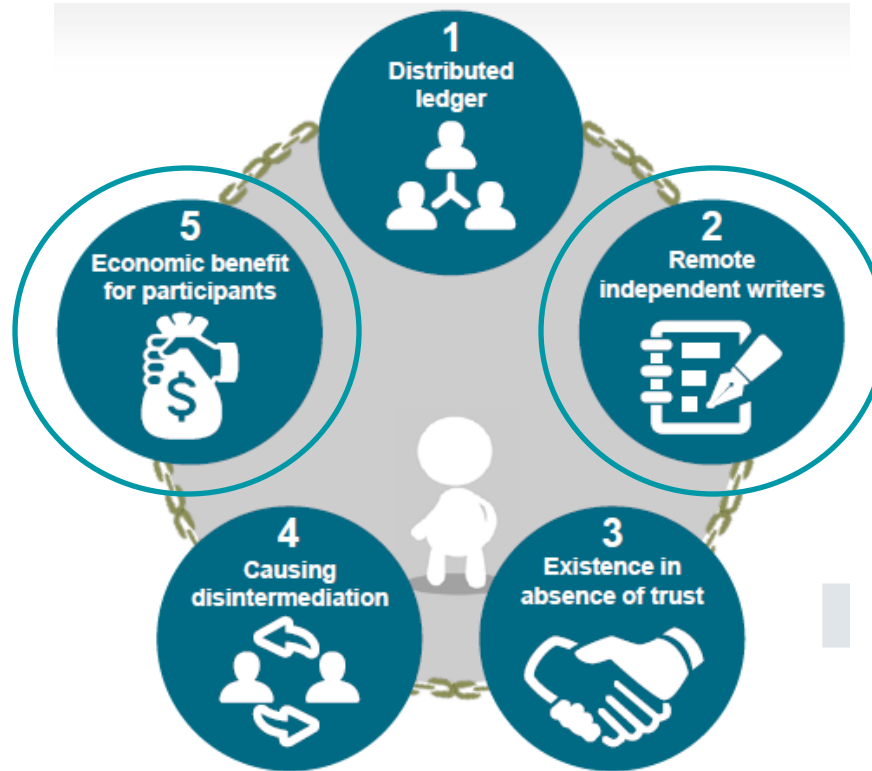 1
Distributed
ledger
2
Remote
independent writers
3
Existence in
absence of trust
4
Causing
disintermediation
5
Economic benefit
for participants
$